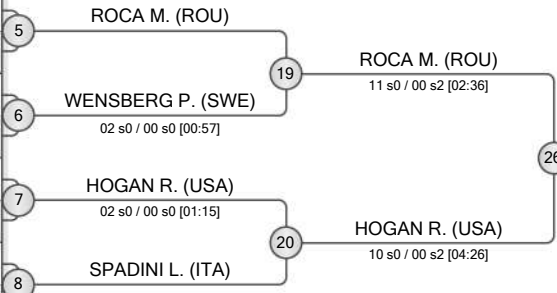 ROCA M. (ROU)
5
19
ROCA M. (ROU)
11 s0 / 00 s2 [02:36]
WENSBERG P. (SWE)
6
02 s0 / 00 s0 [00:57]
26
HOGAN R. (USA)
7
02 s0 / 00 s0 [01:15]
20
HOGAN R. (USA)
10 s0 / 00 s2 [04:26]
SPADINI L. (ITA)
8